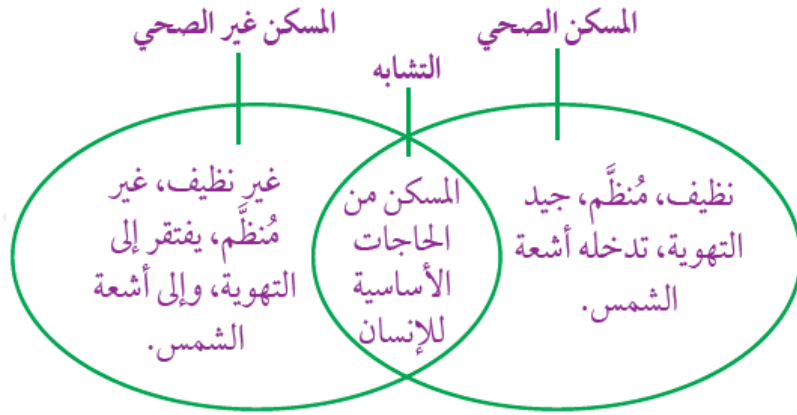 المسكن الصحي
المسكن غير الصحي
التشابه
نظيف، مُنظَّم، جيد
التهوية، تدخله أشعة
الشمس.
المسكن من
الحاجات
الأساسية
للإنسان
غير نظيف، غير
مُنظَّم، يفتقر إلى
التهوية، وإلى أشعة
الشمس.